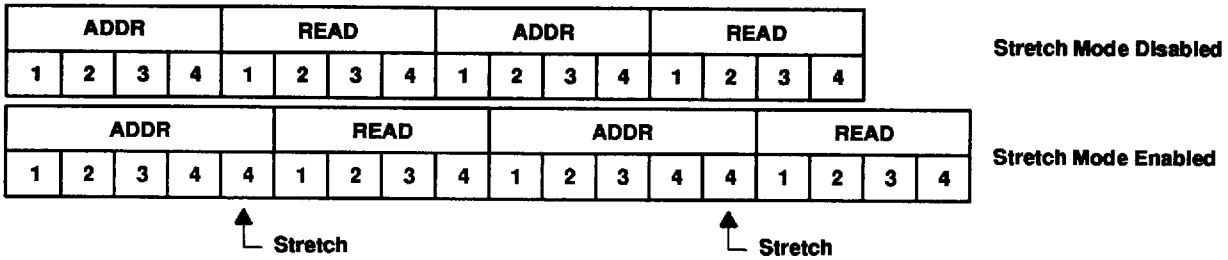 ADDR READ ADDR READ
Stretch Mode Disabled
1 2 3 4 1 2 3 4 1 2 3 4 1 2 3 4
ADDR READ ADDR READ
Stretch Mode Enabled
1 2 3 4 4 1 2 3 4 1 2 3 4 4 1 2 3 4
Stretch Stretch